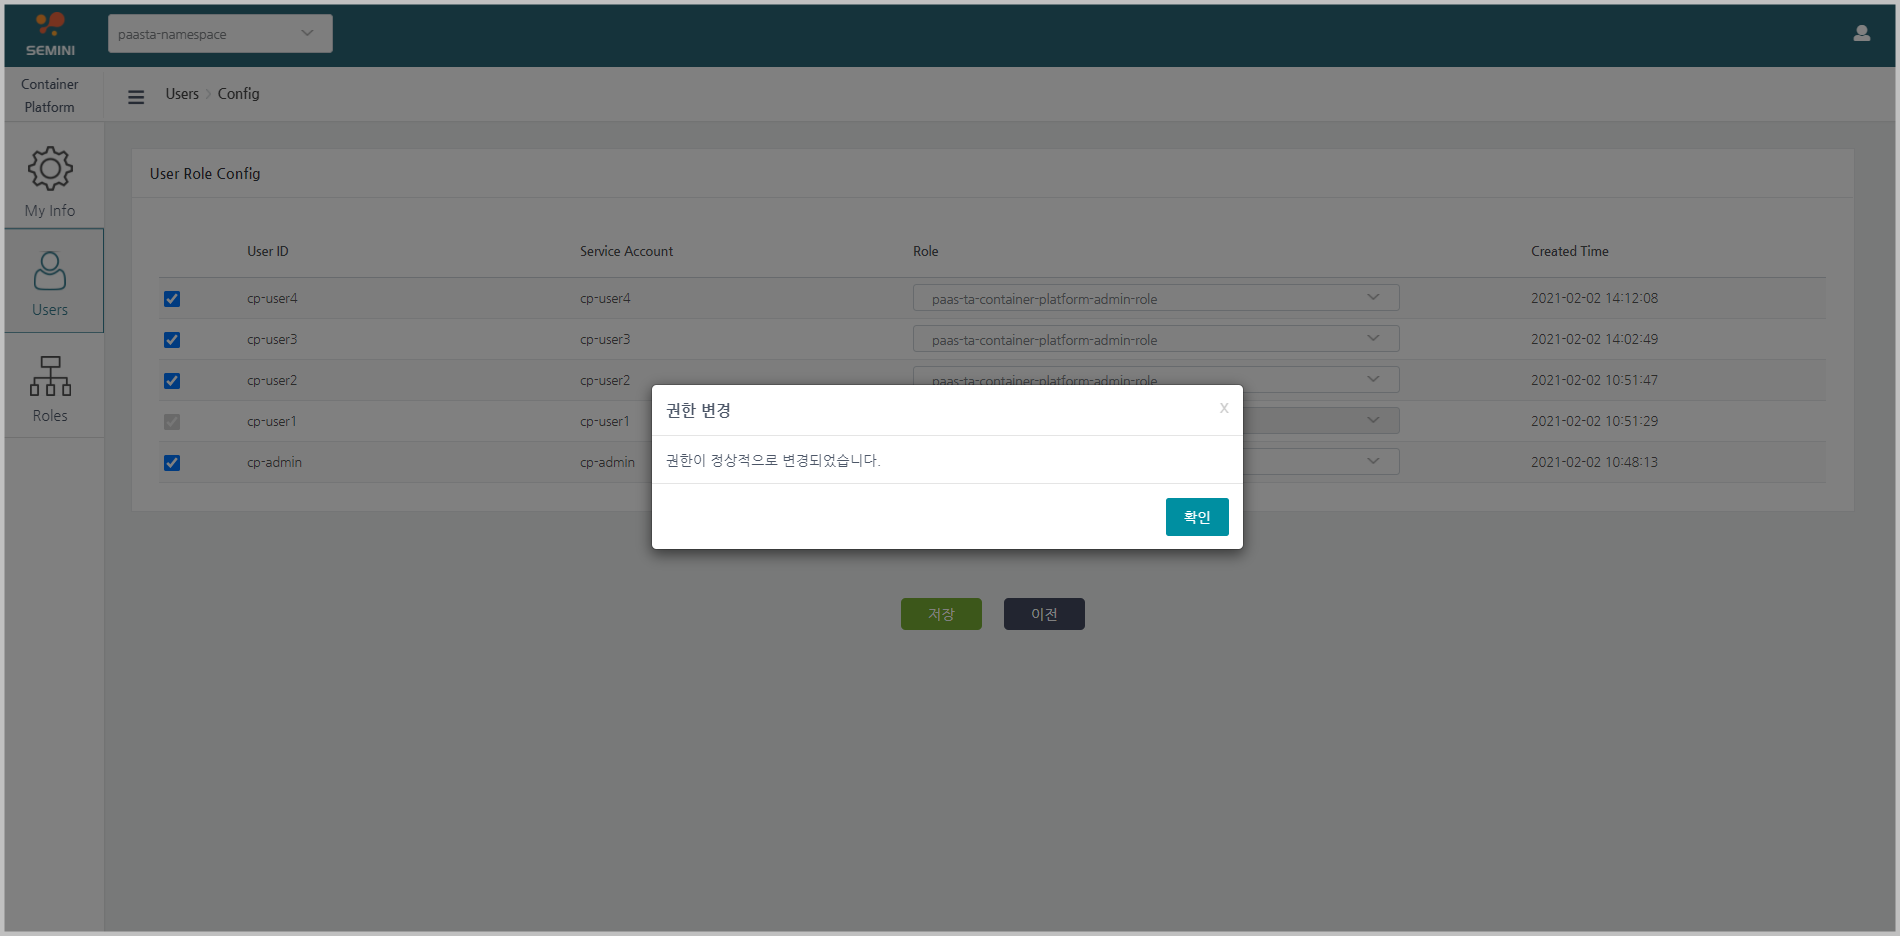 SEMINI
paasta-namespace
Container
Platform
Users > Config
My Info
Users
Roles
User Role Config
User ID Service Account Role Created Time
cp-user4 cp-user4 paas-ta-container-platform-admin-role 2021-02-02 14:12:08
cp-user3 cp-user3 paas-ta-container-platform-admin-role 2021-02-02 14:02:49
cp-user2 cp-user2 paas-ta-container-platform-admin-role 2021-02-02 10:51:47
cp-user1 cp-user1 2021-02-02 10:51:29
cp-admin cp-admin 2021-02-02 10:48:13
권한 변경 X
권한이 정상적으로 변경되었습니다.
확인
저장 이전